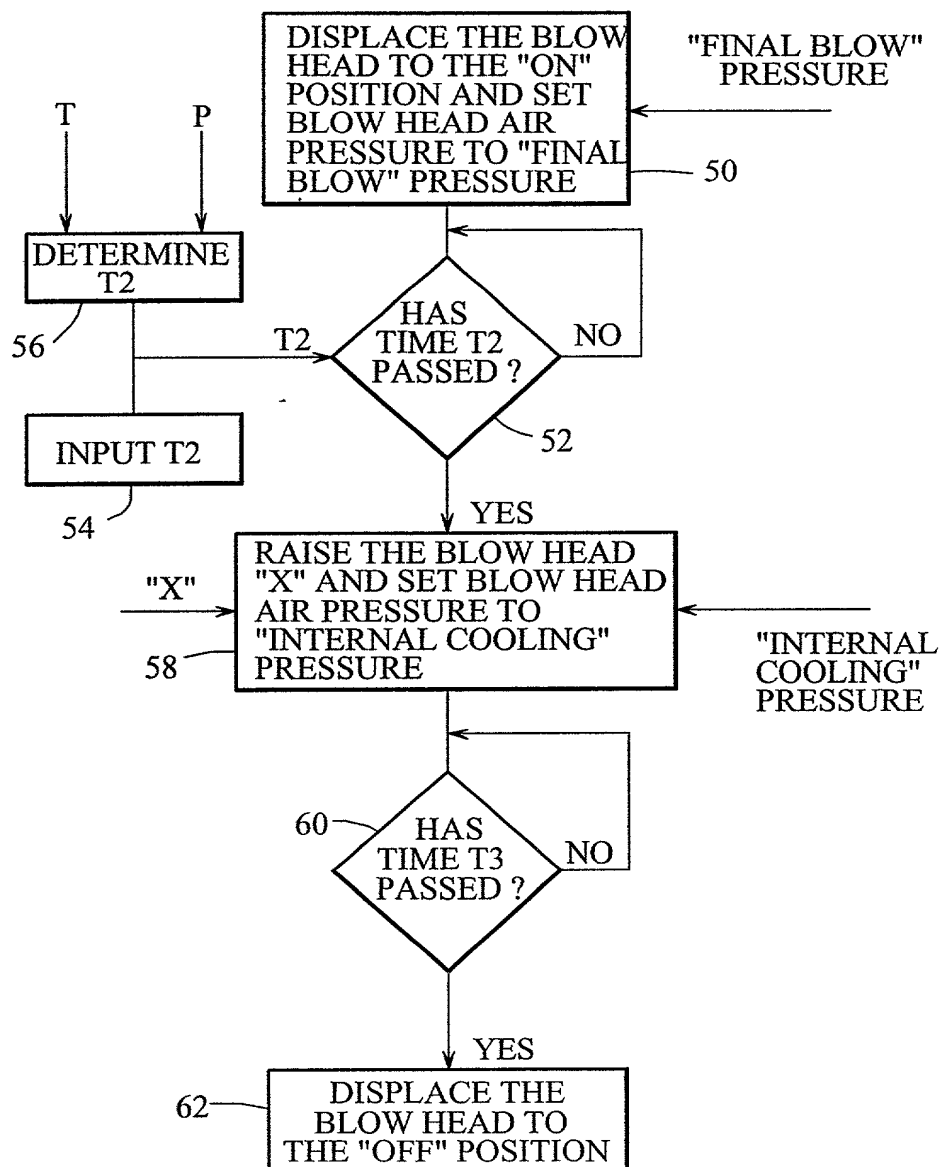 DISPLACE THE BLOW
HEAD TO THE "ON"
POSITION AND SET
BLOW HEAD AIR
PRESSURE TO "FINAL
BLOW" PRESSURE
"FINAL BLOW"
PRESSURE
50
T
P
DETERMINE
T2
56
T2
HAS
TIME T2
PASSED ?
NO
52
INPUT T2
54
YES
RAISE THE BLOW HEAD
"X" AND SET BLOW HEAD
AIR PRESSURE TO
"INTERNAL COOLING"
PRESSURE
"X"
58
"INTERNAL
COOLING"
PRESSURE
60
HAS
TIME T3
PASSED ?
NO
YES
62
DISPLACE THE
BLOW HEAD TO
THE "OFF" POSITION